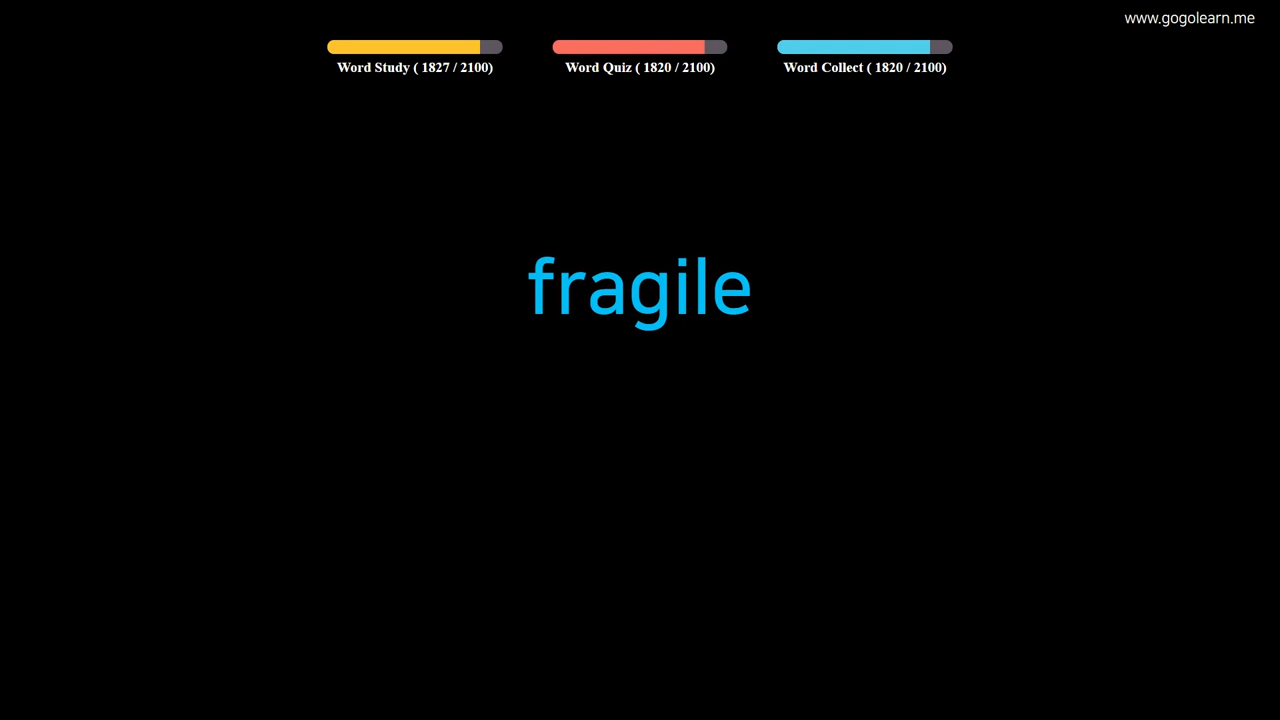 www.gogolearn.me
Word Study ( 1827 / 2100)
Word Quiz ( 1820 / 2100)
Word Collect ( 1820 / 2100)
fragile